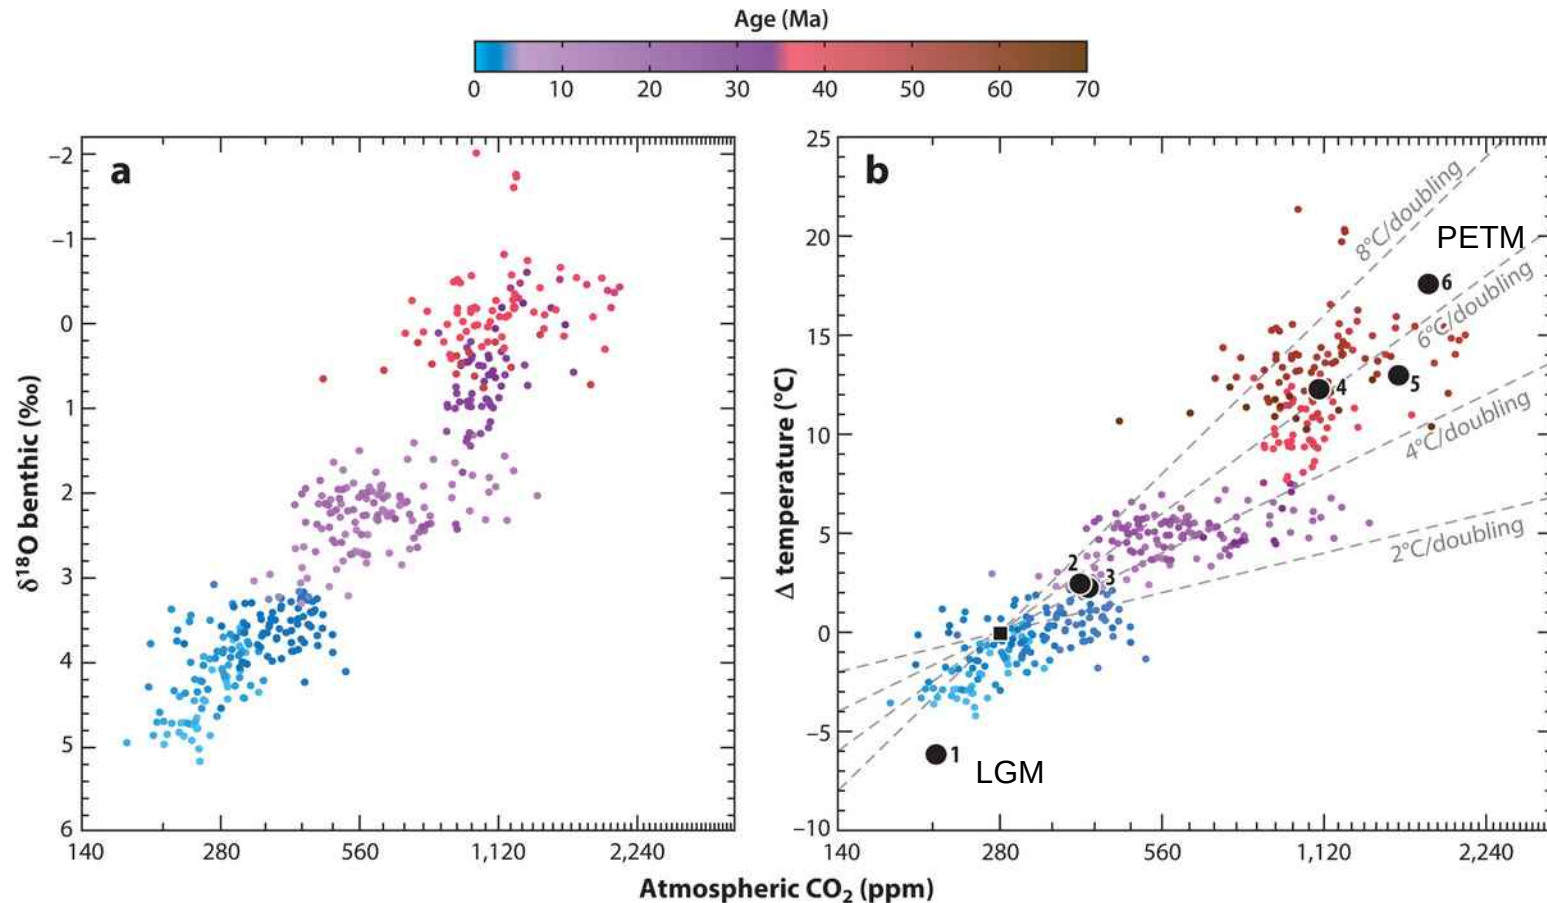 Age (Ma)
0 10 20 30 40 50 60 70
a
−2
−1
0
1
2
3
4
5
6
δ¹⁸O benthic (‰)
140 280 560 1,120 2,240
b
25
20
15
10
5
0
−5
−10
Δ temperature (°C)
8°C/doubling
PETM
6
6°C/doubling
4
5
4°C/doubling
2
3
2°C/doubling
1
LGM
140 280 560 1,120 2,240
Atmospheric CO₂ (ppm)